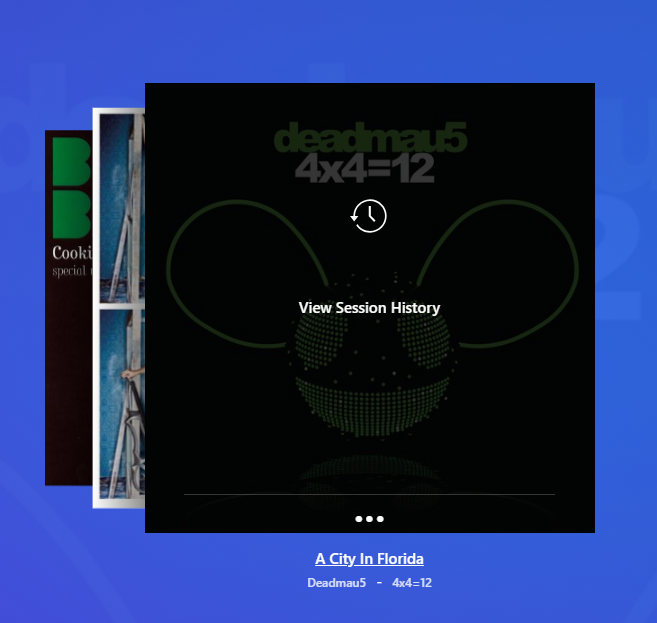 deadmau5
4x4=12
View Session History
Cooki
special
A City In Florida
Deadmau5 - 4x4=12